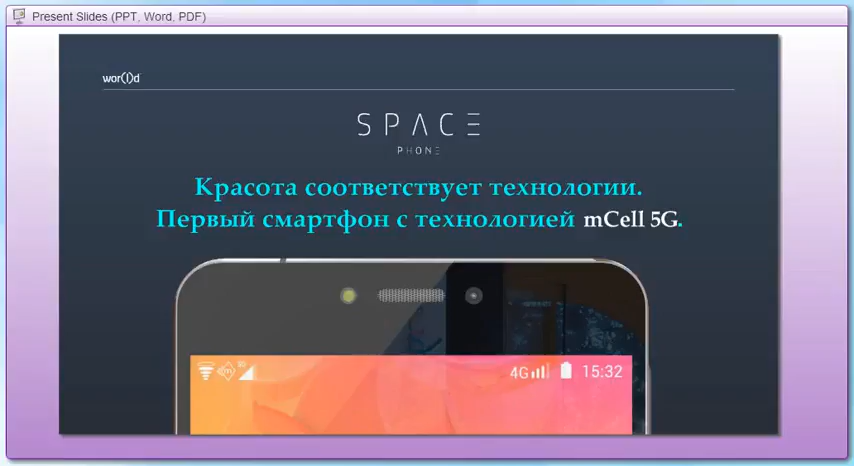 Present Slides (PPT, Word, PDF)
wor(l)d
SPACE
PHONE
Красота соответствует технологии.
Первый смартфон с технологией mCell 5G.
4G 15:32